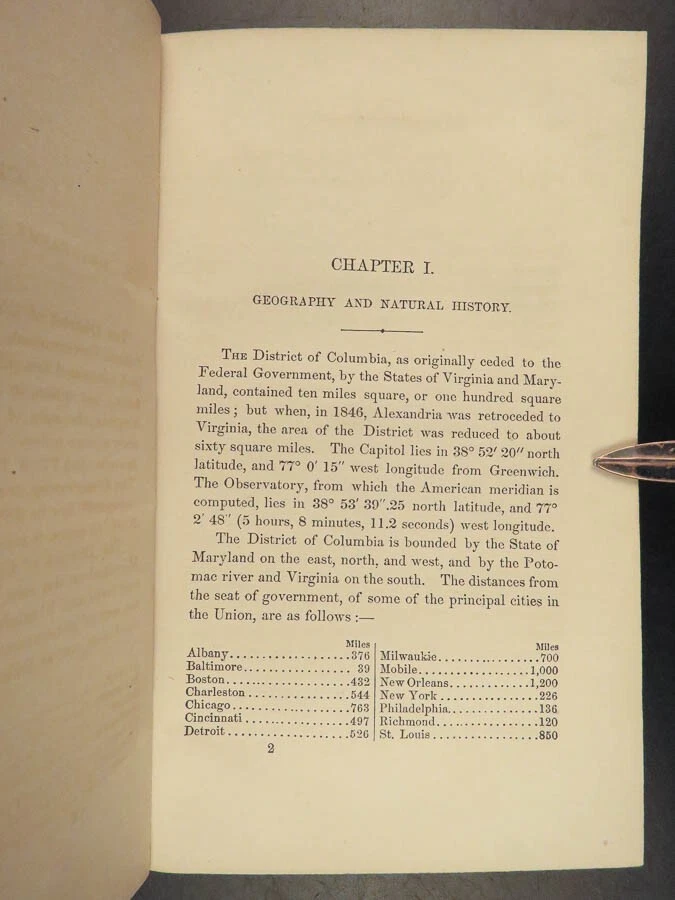 CHAPTER I.
GEOGRAPHY AND NATURAL HISTORY.
THE District of Columbia, as originally ceded to the
Federal Government, by the States of Virginia and Mary-
land, contained ten miles square, or one hundred square
miles; but when, in 1846, Alexandria was retroceded to
Virginia, the area of the District was reduced to about
sixty square miles. The Capitol lies in 38° 52′ 20″ north
latitude, and 77° 0′ 15″ west longitude from Greenwich.
The Observatory, from which the American meridian is
computed, lies in 38° 53′ 39″.25 north latitude, and 77°
2′ 48″ (5 hours, 8 minutes, 11.2 seconds) west longitude.
The District of Columbia is bounded by the State of
Maryland on the east, north, and west, and by the Poto-
mac river and Virginia on the south. The distances from
the seat of government, of some of the principal cities in
the Union, are as follows:—
Miles
Albany..................376
Baltimore................ 39
Boston..................432
Charleston ...............544
Chicago..................763
Cincinnati ...............497
Detroit ..................526
Miles
Milwaukie...............700
Mobile.................1,000
New Orleans............1,200
New York ...............226
Philadelphia.............136
Richmond...............120
St. Louis ................850
2